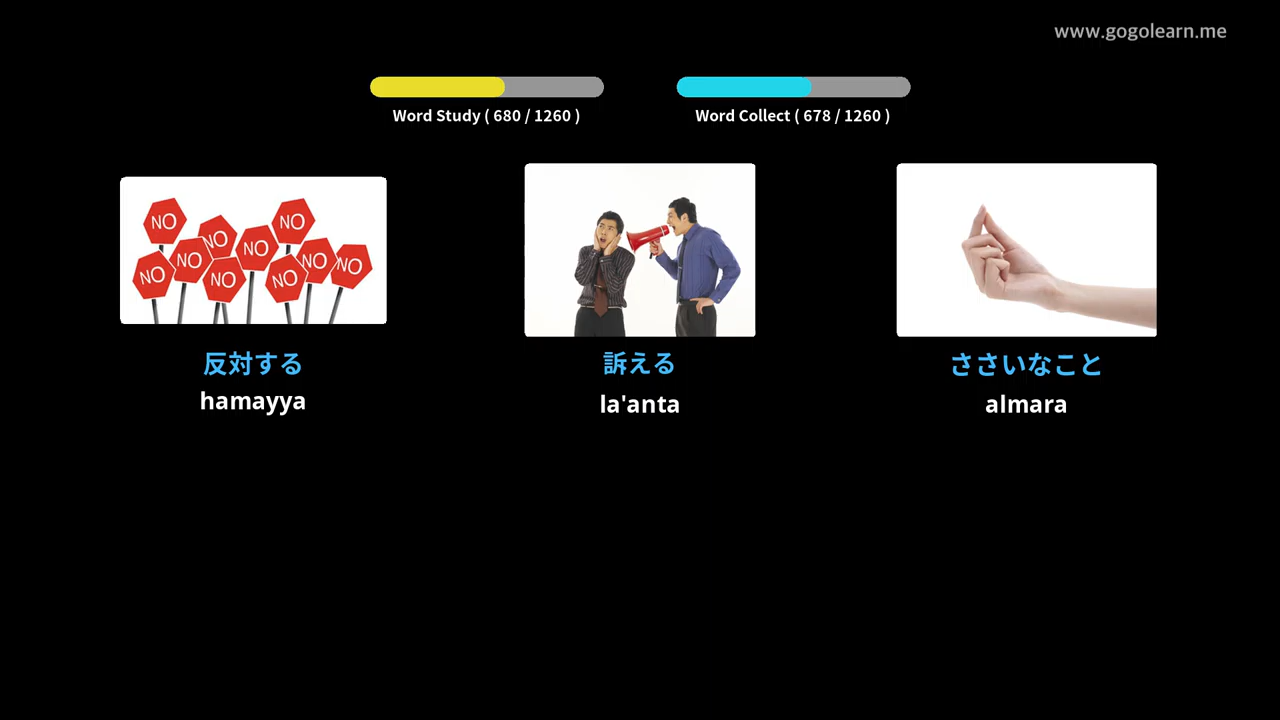 www.gogolearn.me
Word Study ( 680 / 1260 )
Word Collect ( 678 / 1260 )
NO
NO
NO
NO
NO
NO
NO
NO
NO
反対する
訴える
ささいなこと
hamayya
la'anta
almara